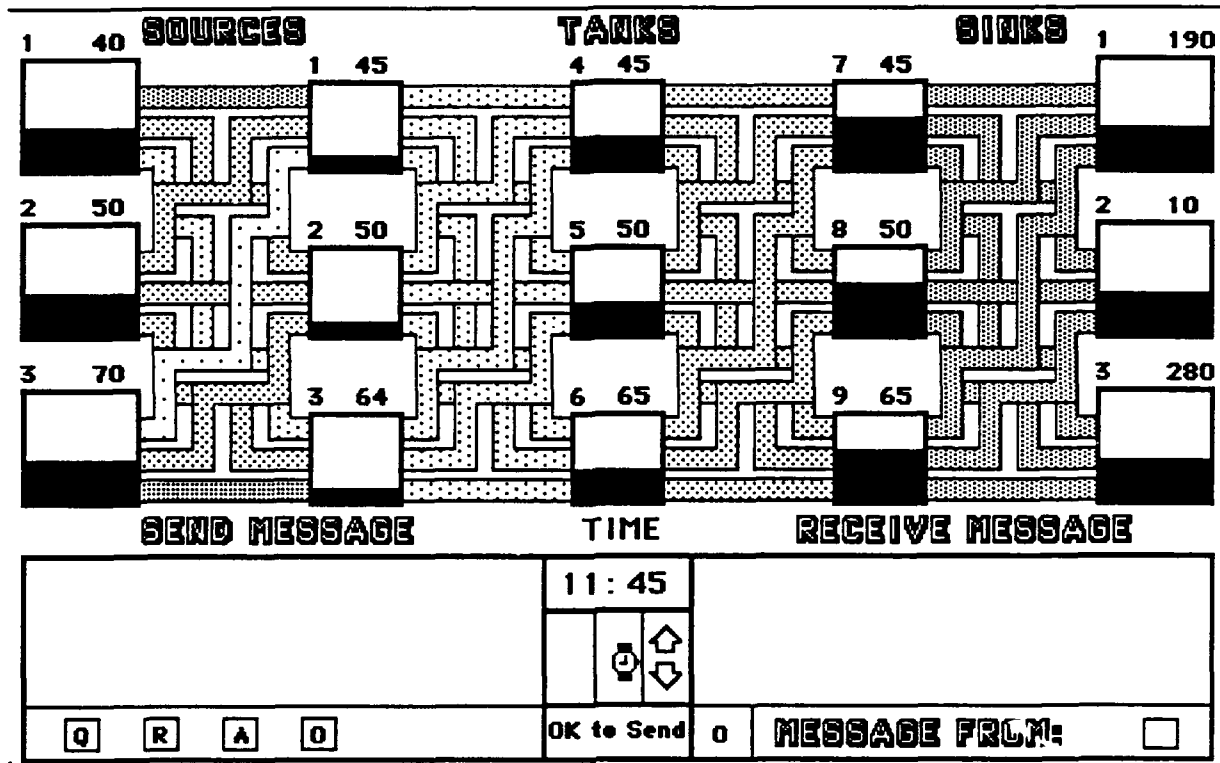 SOURCES TANKS SINKS
1 40 1 45 4 45 7 45 1 190
2 50 2 50 5 50 8 50 2 10
3 70 3 64 6 65 9 65 3 280
SEND MESSAGE TIME RECEIVE MESSAGE
11:45
Q R A O OK to Send 0 MESSAGE FROM: